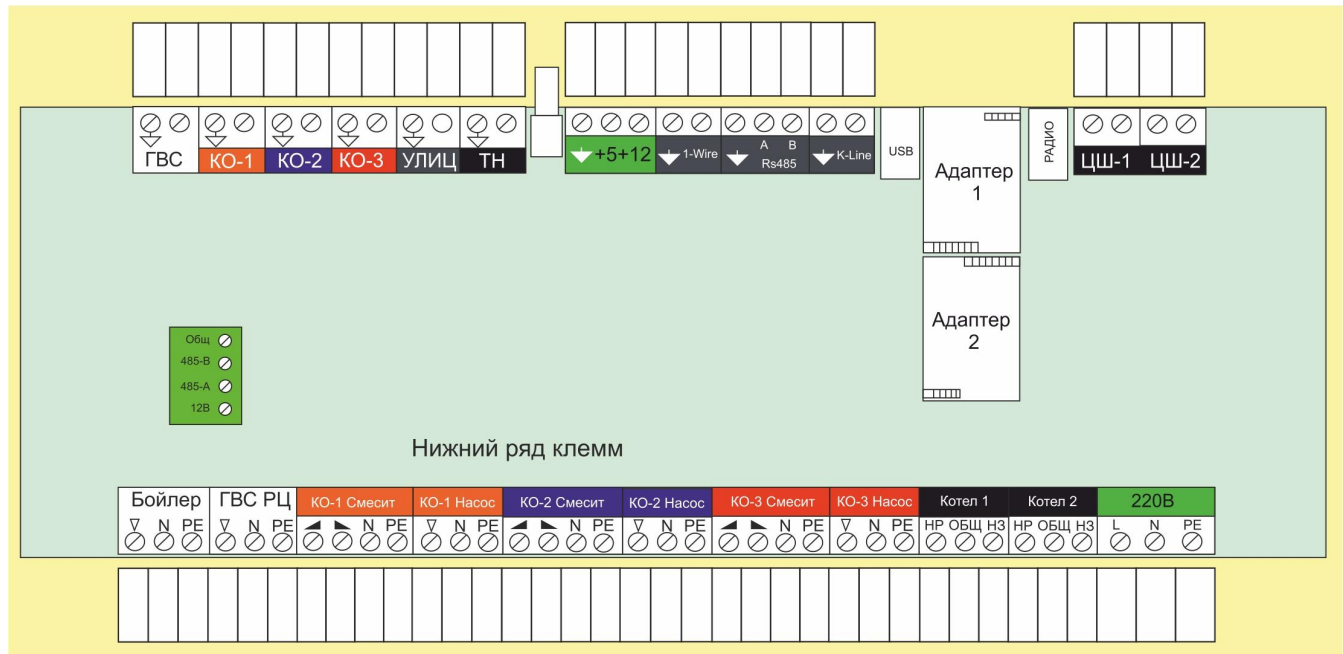 ГВС КО-1 КО-2 КО-3 УЛИЦ ТН
+5+12 1-Wire A B Rs485 K-Line
USB
Адаптер
1
РАДИО
ЦШ-1 ЦШ-2
Адаптер
2
Общ
485-B
485-A
12В
Нижний ряд клемм
Бойлер ГВС РЦ КО-1 Смесит КО-1 Насос КО-2 Смесит КО-2 Насос КО-3 Смесит КО-3 Насос Котел 1 Котел 2 220В
N PE N PE N PE N PE N PE N PE N PE N PE НР ОБЩ НЗ НР ОБЩ НЗ L N PE